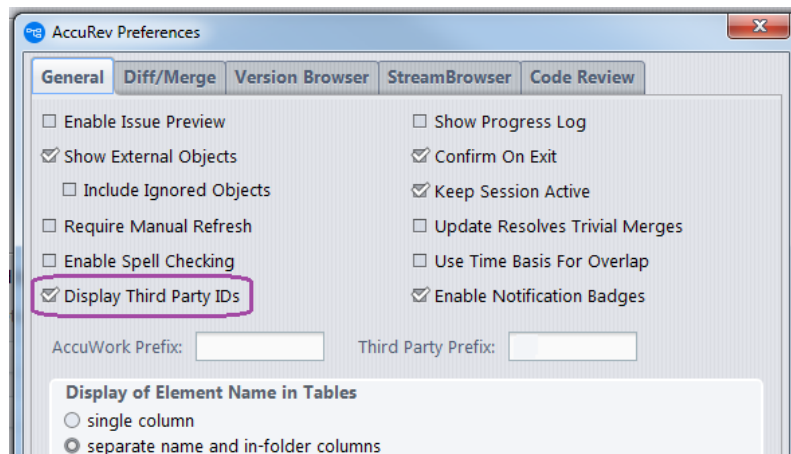 AccuRev Preferences
General Diff/Merge Version Browser StreamBrowser Code Review
Enable Issue Preview Show Progress Log
Show External Objects Confirm On Exit
Include Ignored Objects Keep Session Active
Require Manual Refresh Update Resolves Trivial Merges
Enable Spell Checking Use Time Basis For Overlap
Display Third Party IDs Enable Notification Badges
AccuWork Prefix: Third Party Prefix:
Display of Element Name in Tables
single column
separate name and in-folder columns